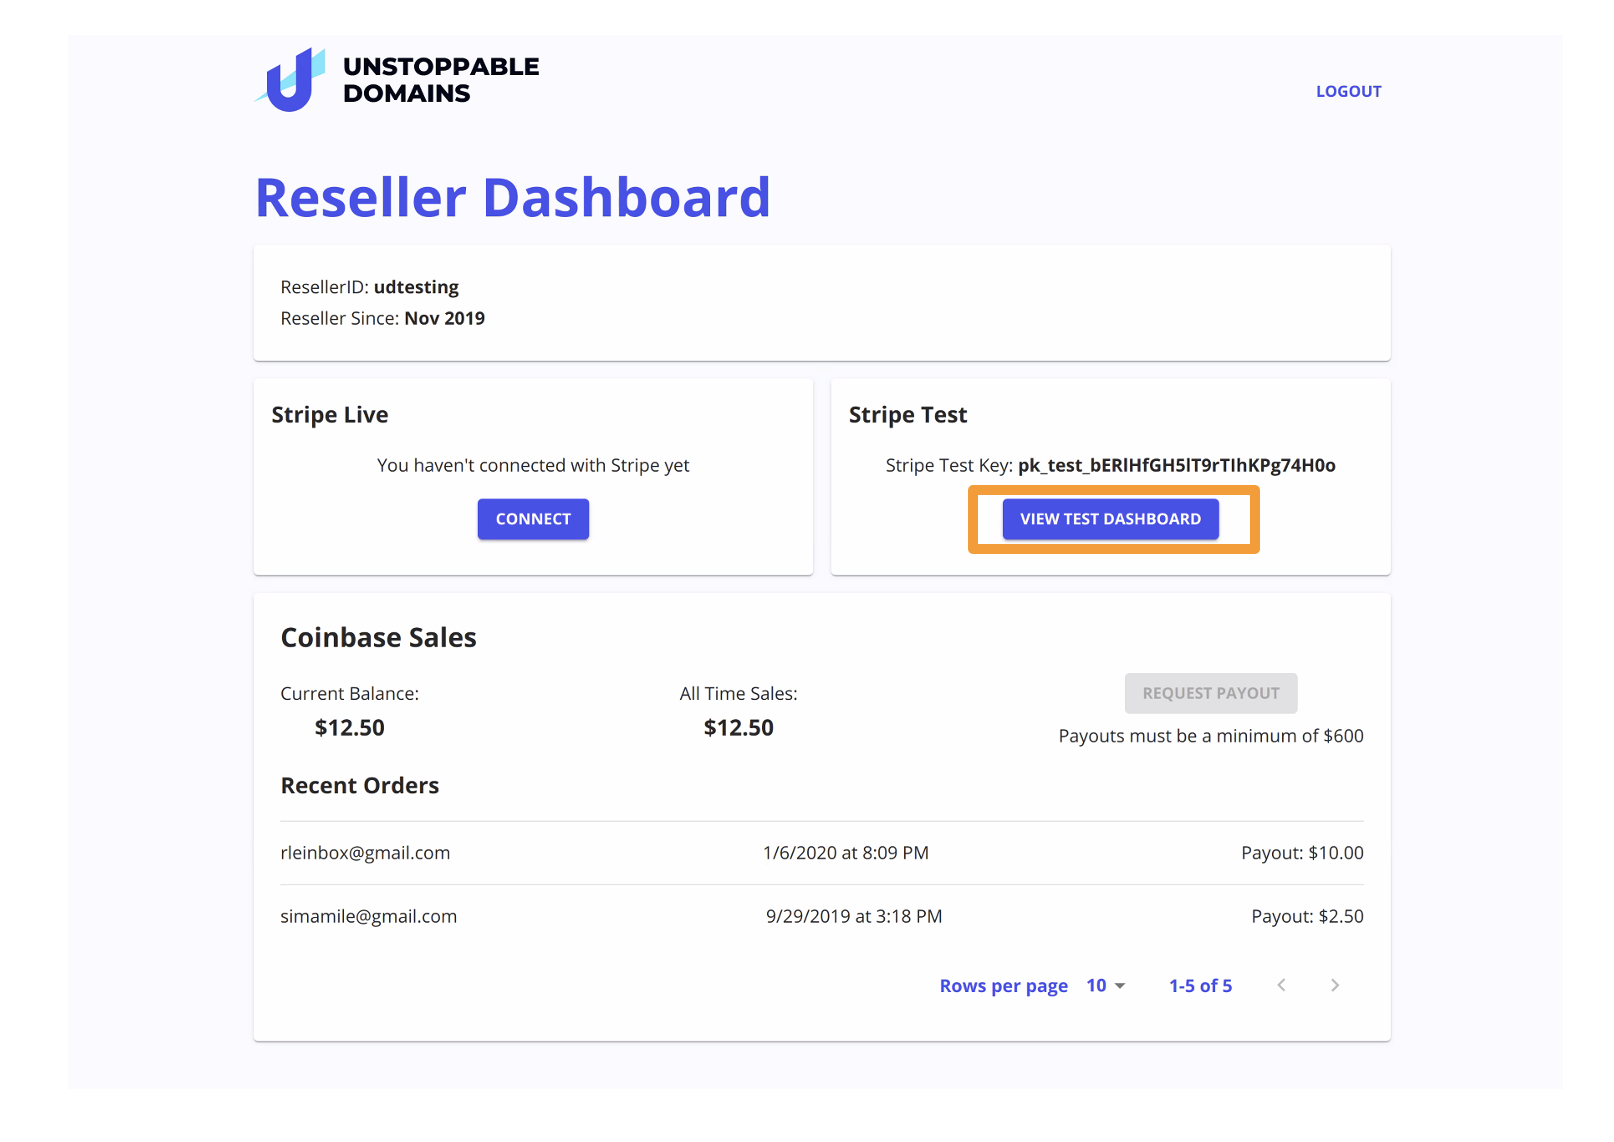 UNSTOPPABLE
DOMAINS
LOGOUT
Reseller Dashboard
ResellerID: udtesting
Reseller Since: Nov 2019
Stripe Live
You haven't connected with Stripe yet
CONNECT
Stripe Test
Stripe Test Key: pk_test_bERlHfGH5lT9rTIhKPg74H0o
VIEW TEST DASHBOARD
Coinbase Sales
Current Balance:
$12.50
All Time Sales:
$12.50
REQUEST PAYOUT
Payouts must be a minimum of $600
Recent Orders
rleinbox@gmail.com 1/6/2020 at 8:09 PM Payout: $10.00
simamile@gmail.com 9/29/2019 at 3:18 PM Payout: $2.50
Rows per page 10 1-5 of 5